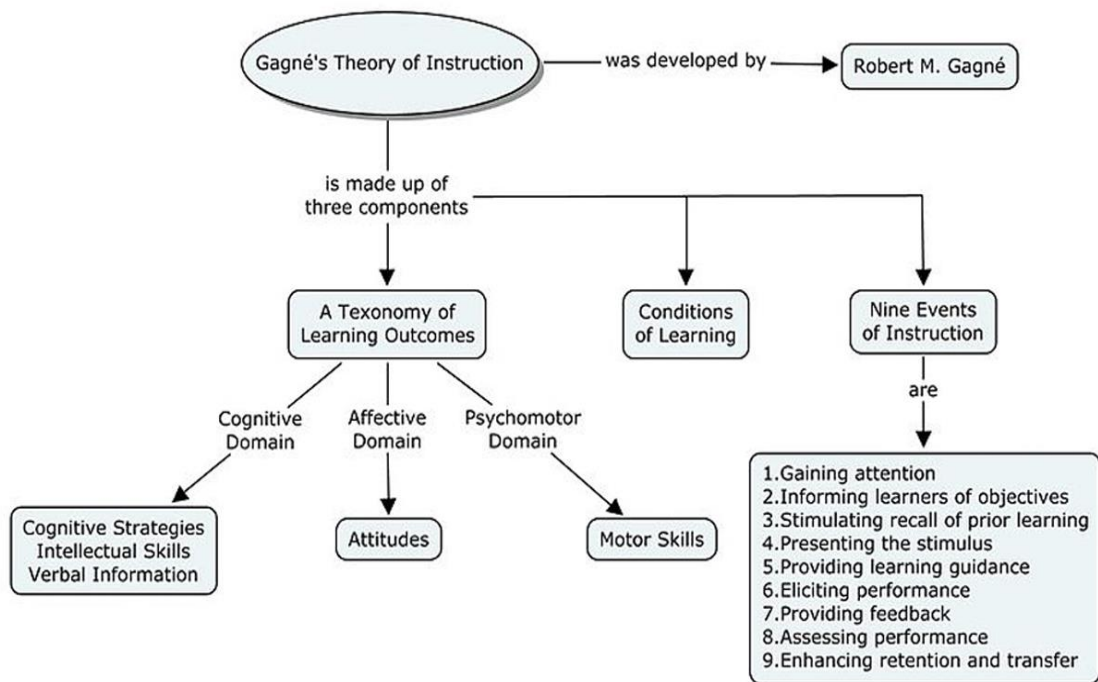 Gagné's Theory of Instruction
was developed by
Robert M. Gagné
is made up of
three components
A Texonomy of
Learning Outcomes
Conditions
of Learning
Nine Events
of Instruction
are
Cognitive
Domain
Affective
Domain
Psychomotor
Domain
Cognitive Strategies
Intellectual Skills
Verbal Information
Attitudes
Motor Skills
1.Gaining attention
2.Informing learners of objectives
3.Stimulating recall of prior learning
4.Presenting the stimulus
5.Providing learning guidance
6.Eliciting performance
7.Providing feedback
8.Assessing performance
9.Enhancing retention and transfer